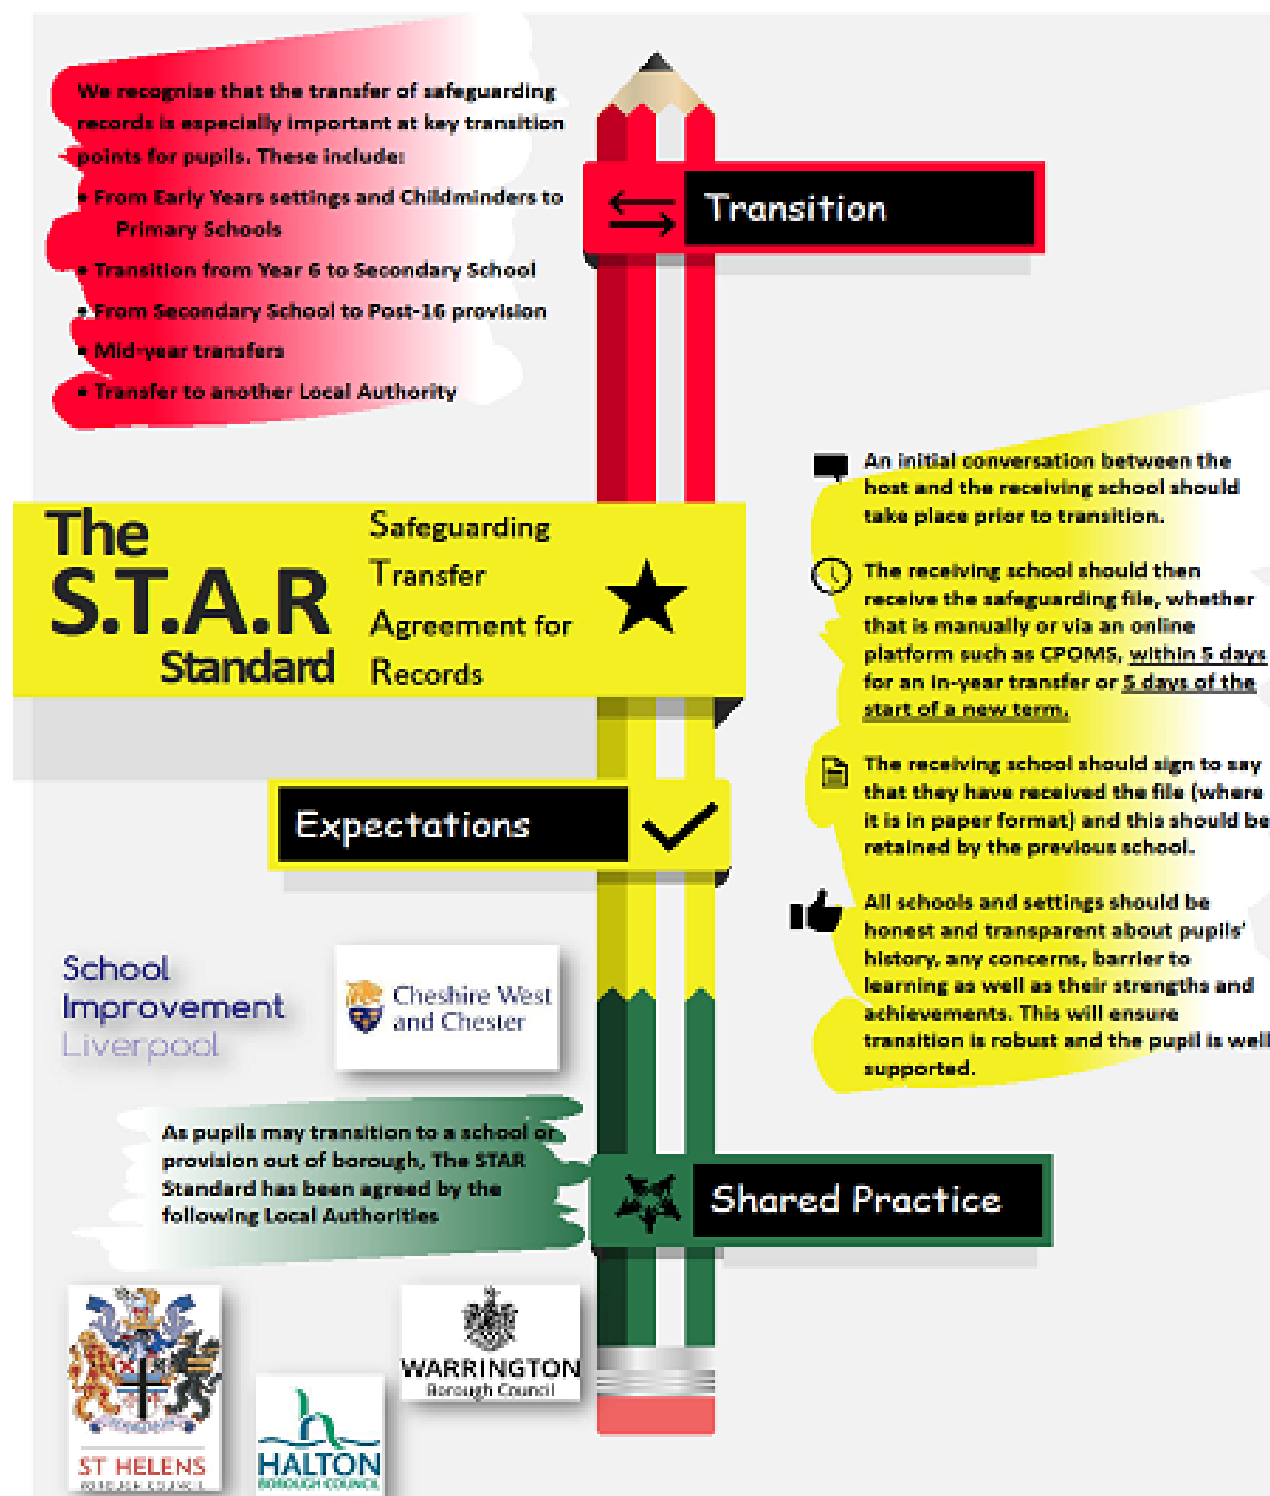 We recognise that the transfer of safeguarding
records is especially important at key transition
points for pupils. These include:
• From Early Years settings and Childminders to
Primary Schools
• Transition from Year 6 to Secondary School
• From Secondary School to Post-16 provision
• Mid-year transfers
• Transfer to another Local Authority
Transition
The
S.T.A.R
Standard
Safeguarding
Transfer
Agreement for
Records
An initial conversation between the
host and the receiving school should
take place prior to transition.
The receiving school should then
receive the safeguarding file, whether
that is manually or via an online
platform such as CPOMS, within 5 days
for an in-year transfer or 5 days of the
start of a new term.
The receiving school should sign to say
that they have received the file (where
it is in paper format) and this should be
retained by the previous school.
All schools and settings should be
honest and transparent about pupils'
history, any concerns, barrier to
learning as well as their strengths and
achievements. This will ensure
transition is robust and the pupil is well
supported.
Expectations
School
Improvement
Liverpool
Cheshire West
and Chester
As pupils may transition to a school or
provision out of borough, The STAR
Standard has been agreed by the
following Local Authorities
Shared Practice
ST HELENS
BOROUGH COUNCIL
HALTON
BOROUGH COUNCIL
WARRINGTON
Borough Council